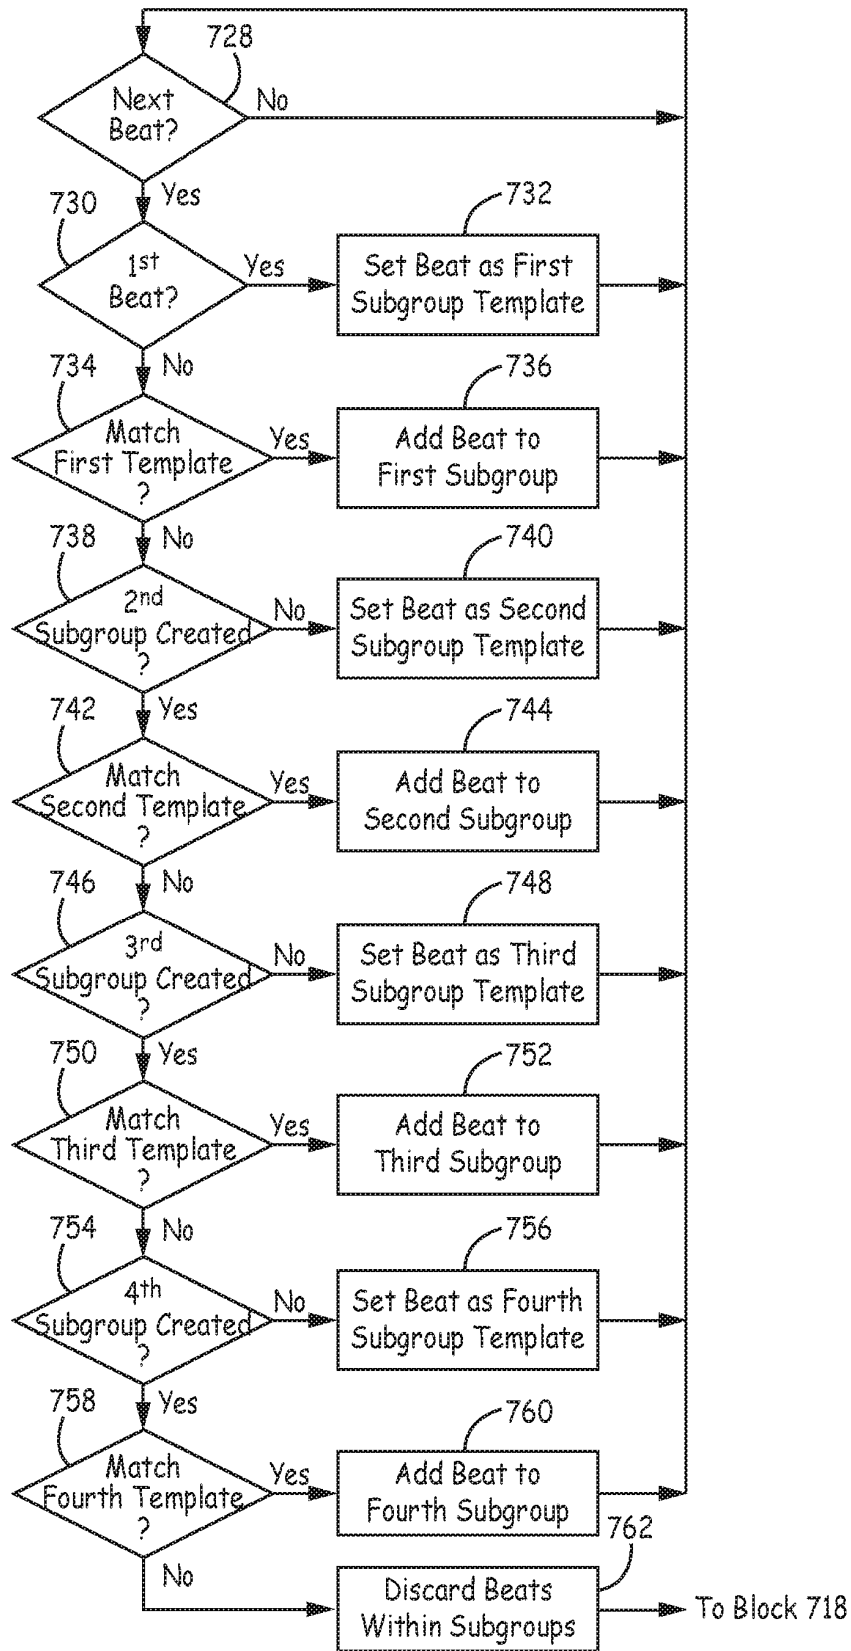 728
Next
Beat?
No
Yes
730
1st
Beat?
Yes
732
Set Beat as First
Subgroup Template
No
734
Match
First Template
?
Yes
736
Add Beat to
First Subgroup
No
738
2nd
Subgroup Created
?
No
740
Set Beat as Second
Subgroup Template
Yes
742
Match
Second Template
?
Yes
744
Add Beat to
Second Subgroup
No
746
3rd
Subgroup Created
?
No
748
Set Beat as Third
Subgroup Template
Yes
750
Match
Third Template
?
Yes
752
Add Beat to
Third Subgroup
No
754
4th
Subgroup Created
?
No
756
Set Beat as Fourth
Subgroup Template
Yes
758
Match
Fourth Template
?
Yes
760
Add Beat to
Fourth Subgroup
No
762
Discard Beats
Within Subgroups
To Block 718